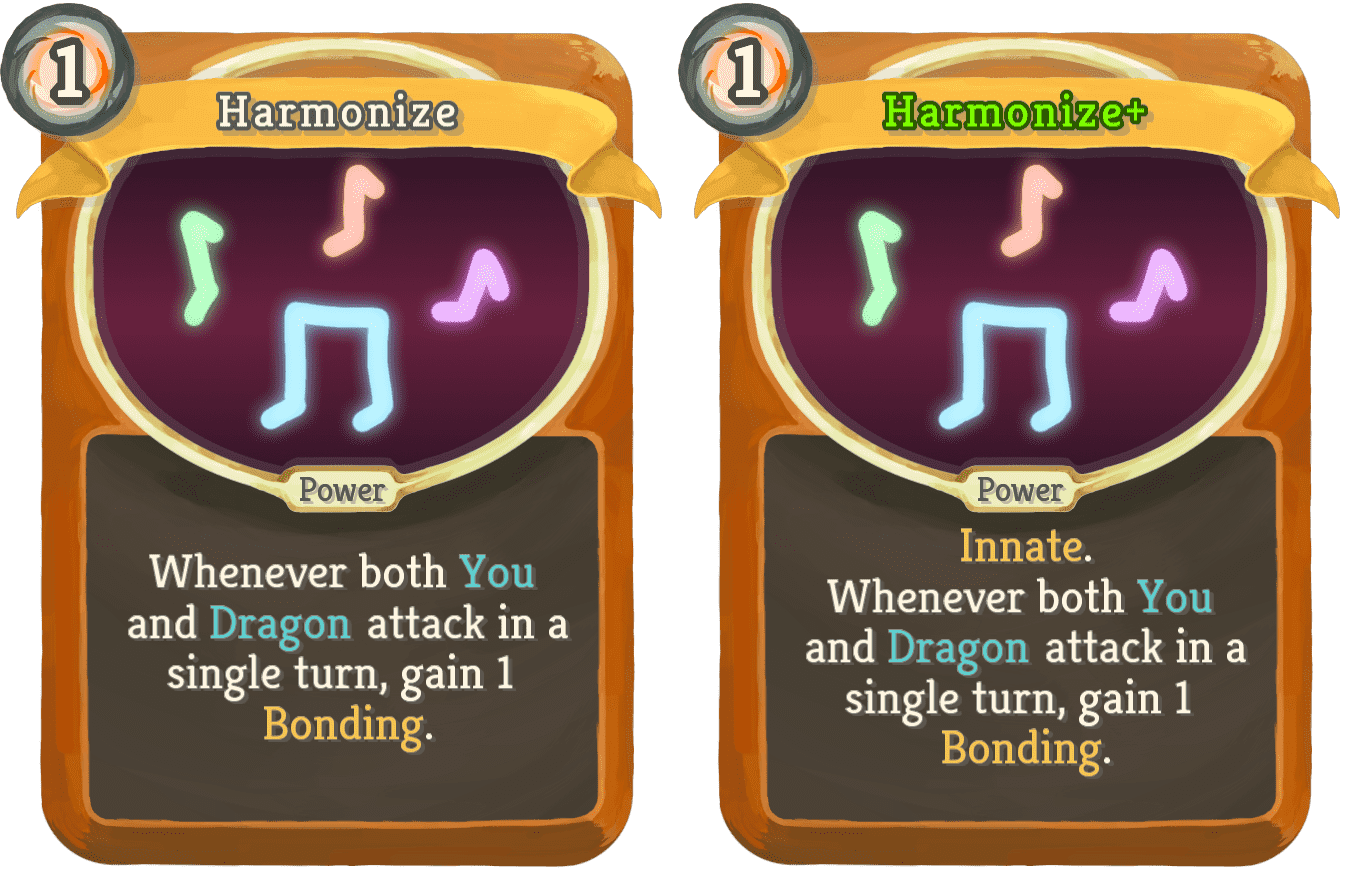 1
Harmonize
Power
Whenever both You
and Dragon attack in a
single turn, gain 1
Bonding.
1
Harmonize+
Power
Innate.
Whenever both You
and Dragon attack in a
single turn, gain 1
Bonding.